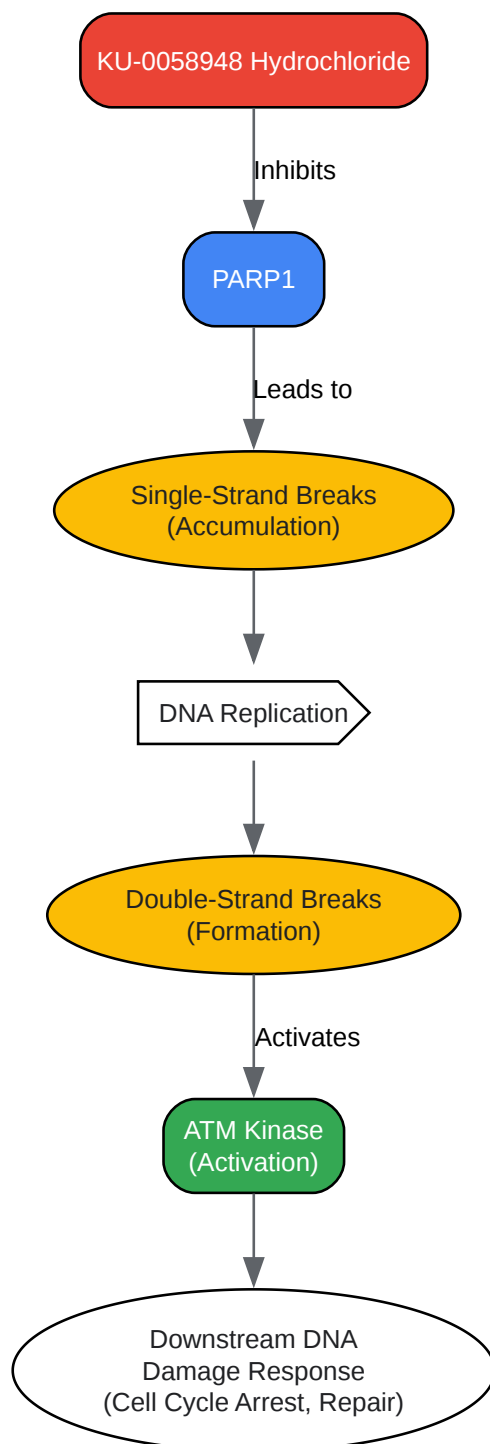 KU-0058948 Hydrochloride
Inhibits
PARP1
Leads to
Single-Strand Breaks
(Accumulation)
DNA Replication
Double-Strand Breaks
(Formation)
Activates
ATM Kinase
(Activation)
Downstream DNA
Damage Response
(Cell Cycle Arrest, Repair)